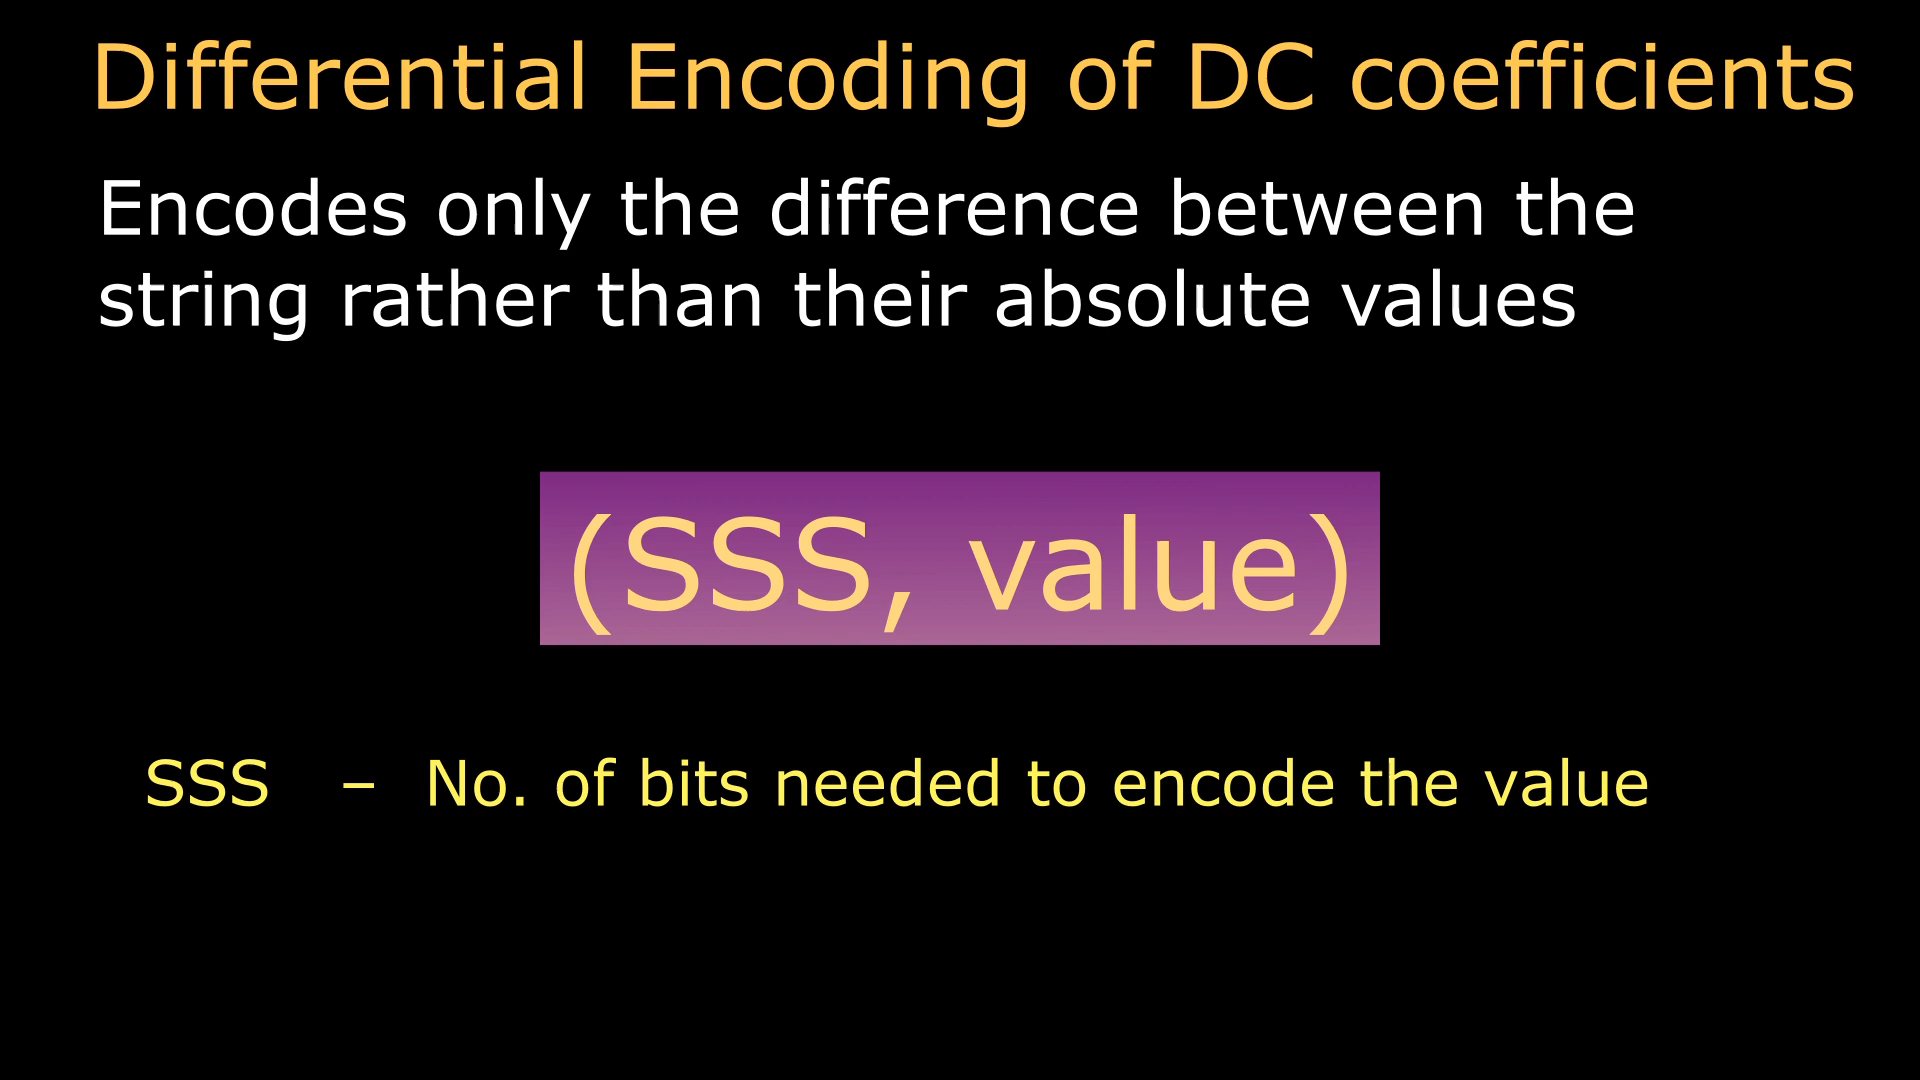 Differential Encoding of DC coefficients
Encodes only the difference between the
string rather than their absolute values
(SSS, value)
SSS – No. of bits needed to encode the value